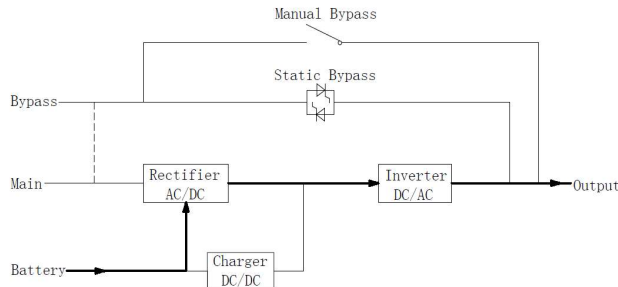 Manual Bypass
Static Bypass
Bypass
Main
Rectifier
AC/DC
Inverter
DC/AC
Output
Battery
Charger
DC/DC